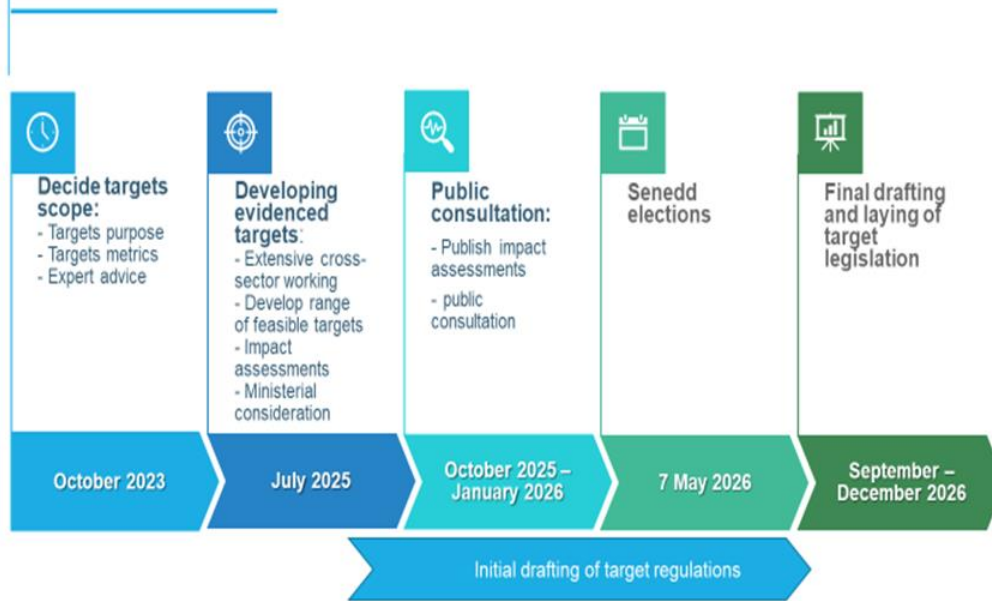 Decide targets
scope:
- Targets purpose
- Targets metrics
- Expert advice
Developing
evidenced
targets:
- Extensive cross-
sector working
- Develop range
of feasible targets
- Impact
assessments
- Ministerial
consideration
Public
consultation:
- Publish impact
assessments
- public
consultation
Senedd
elections
Final drafting
and laying of
target
legislation
October 2023
July 2025
October 2025 –
January 2026
7 May 2026
September –
December 2026
Initial drafting of target regulations